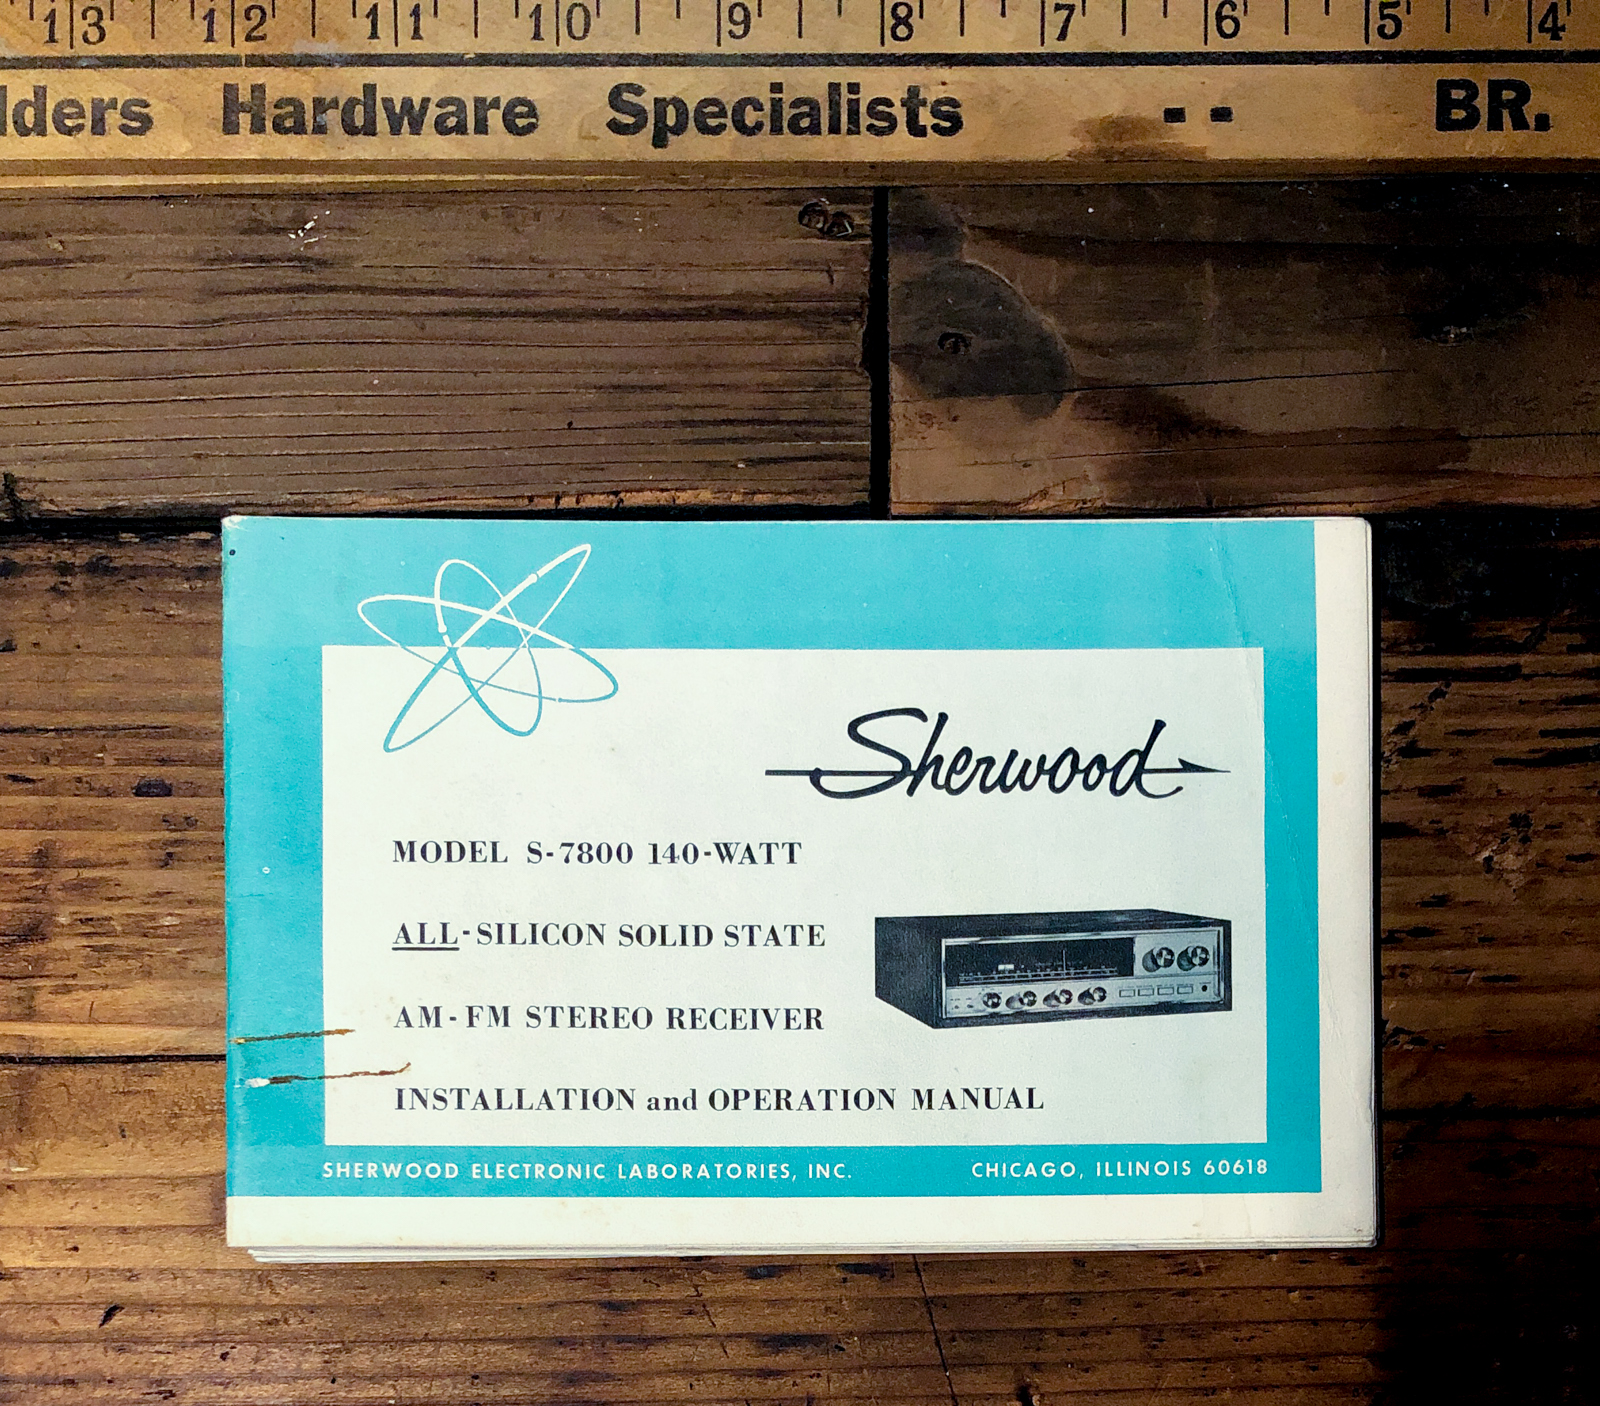 13 12 11 10 9 8 7 6 5 4
Hardware Specialists -- BR.
Sherwood
MODEL S-7800 140-WATT
ALL-SILICON SOLID STATE
AM-FM STEREO RECEIVER
INSTALLATION and OPERATION MANUAL
SHERWOOD ELECTRONIC LABORATORIES, INC. CHICAGO, ILLINOIS 60618